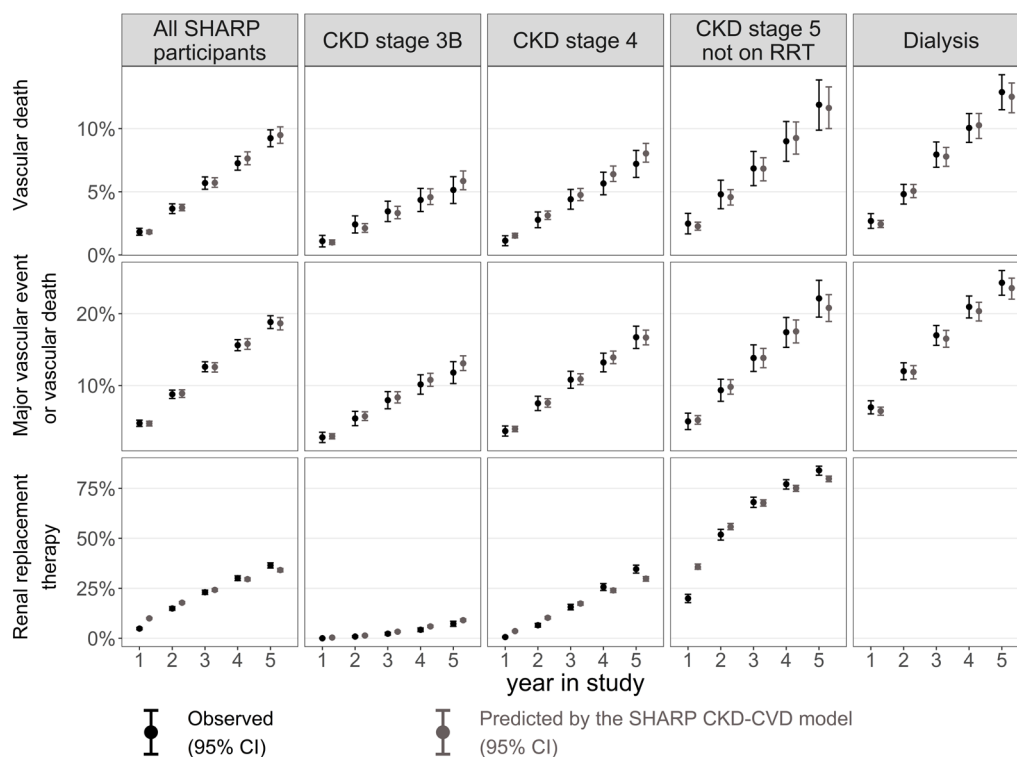 All SHARP
participants
CKD stage 3B
CKD stage 4
CKD stage 5
not on RRT
Dialysis
Vascular death
10%
5%
0%
Major vascular event
or vascular death
20%
10%
Renal replacement
therapy
75%
50%
25%
0%
1 2 3 4 5 1 2 3 4 5 1 2 3 4 5 1 2 3 4 5 1 2 3 4 5
year in study
Observed
(95% CI)
Predicted by the SHARP CKD-CVD model
(95% CI)